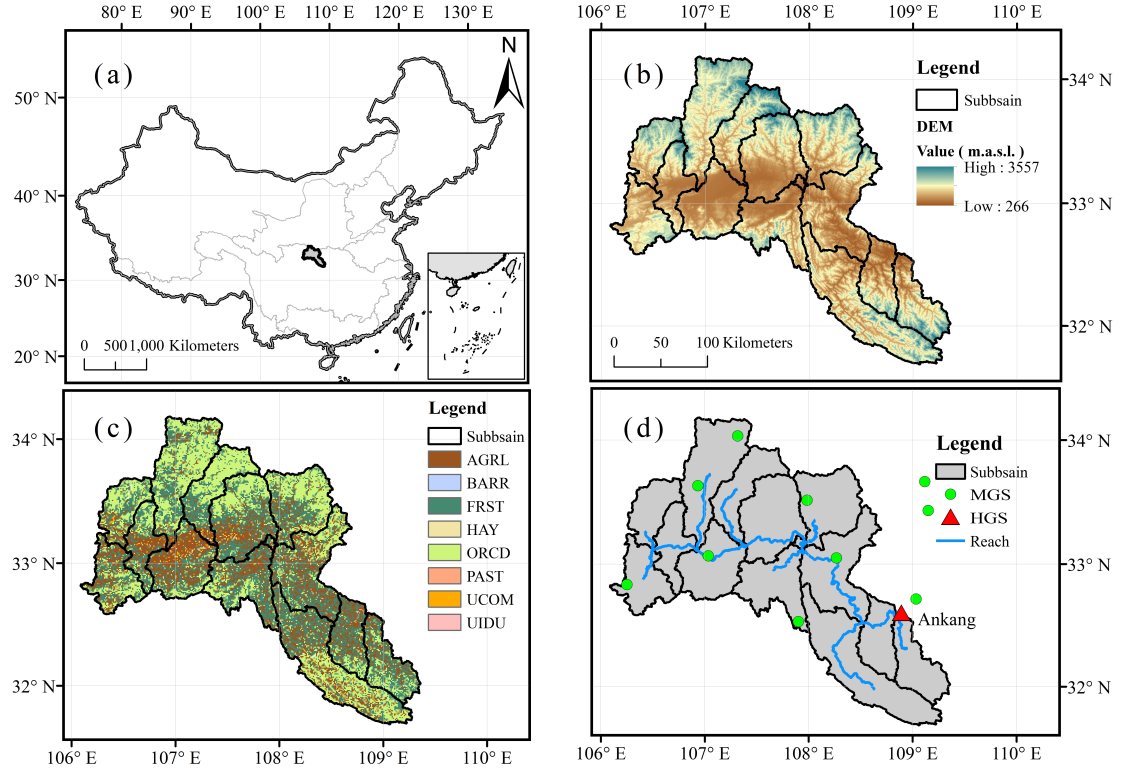 80° E 90° E 100° E 110° E 120° E 130° E
(a)
N
50° N
40° N
30° N
20° N
0 500 1,000 Kilometers
106° E 107° E 108° E 109° E 110° E
(b)
Legend
Subbsain
DEM
Value ( m.a.s.l. )
High : 3557
Low : 266
34° N
33° N
32° N
0 50 100 Kilometers
(c)
Legend
Subbsain
AGRL
BARR
FRST
HAY
ORCD
PAST
UCOM
UIDU
34° N
33° N
32° N
106° E 107° E 108° E 109° E 110° E
(d)
Legend
Subbsain
MGS
HGS
Reach
Ankang
34° N
33° N
32° N
106° E 107° E 108° E 109° E 110° E